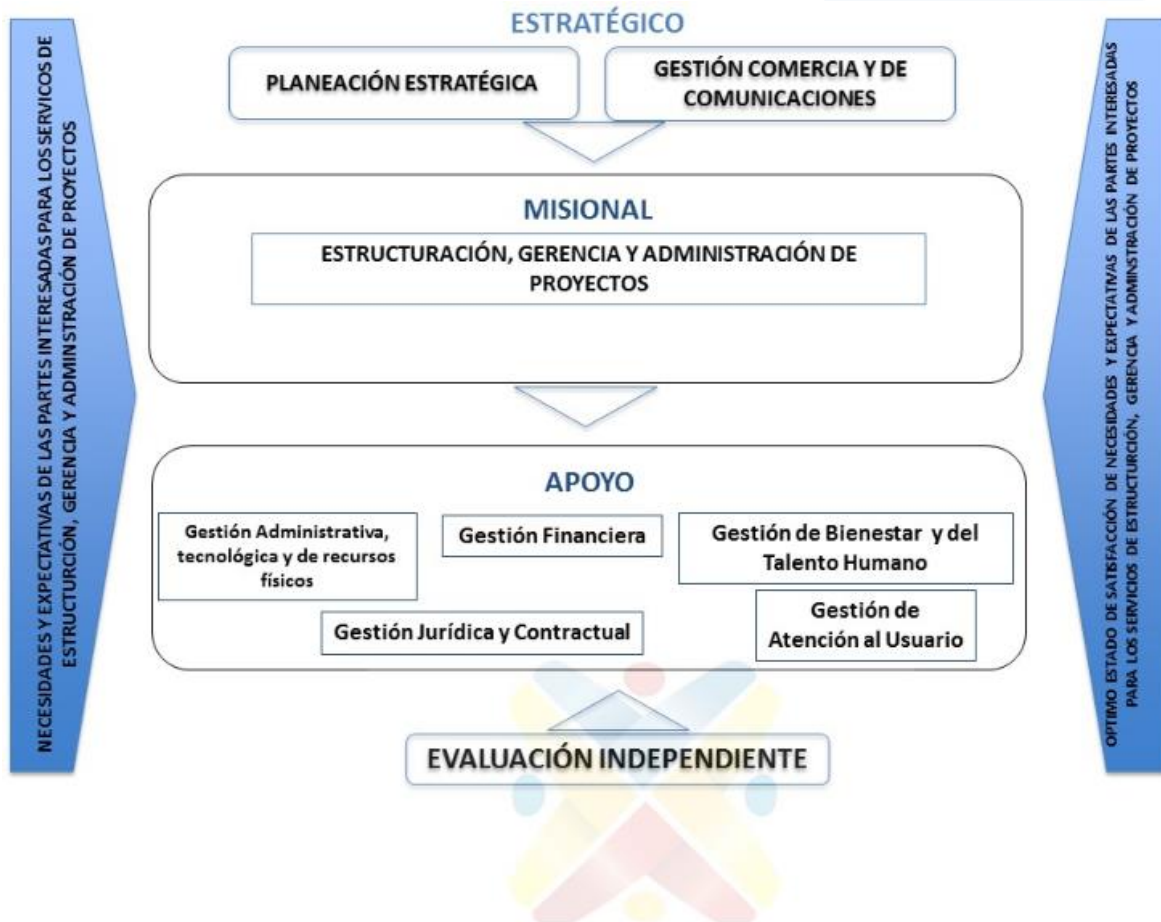 ESTRATÉGICO
PLANEACIÓN ESTRATÉGICA
GESTIÓN COMERCIA Y DE
COMUNICACIONES
NECESIDADES Y EXPECTATIVAS DE LAS PARTES INTERESADAS PARA LOS SERVICOS DE
ESTRUCTURCIÓN, GERENCIA Y ADMINSTRACIÓN DE PROYECTOS
MISIONAL
ESTRUCTURACIÓN, GERENCIA Y ADMINISTRACIÓN DE
PROYECTOS
APOYO
Gestión Administrativa,
tecnológica y de recursos
físicos
Gestión Financiera
Gestión de Bienestar y del
Talento Humano
Gestión Jurídica y Contractual
Gestión de
Atención al Usuario
EVALUACIÓN INDEPENDIENTE
OPTIMO ESTADO DE SATISFACCIÓN DE NECESIDADES Y EXPECTATIVAS DE LAS PARTES INTERESADAS
PARA LOS SERVICIOS DE ESTRUCTURCIÓN, GERENCIA Y ADMINSTRACIÓN DE PROYECTOS